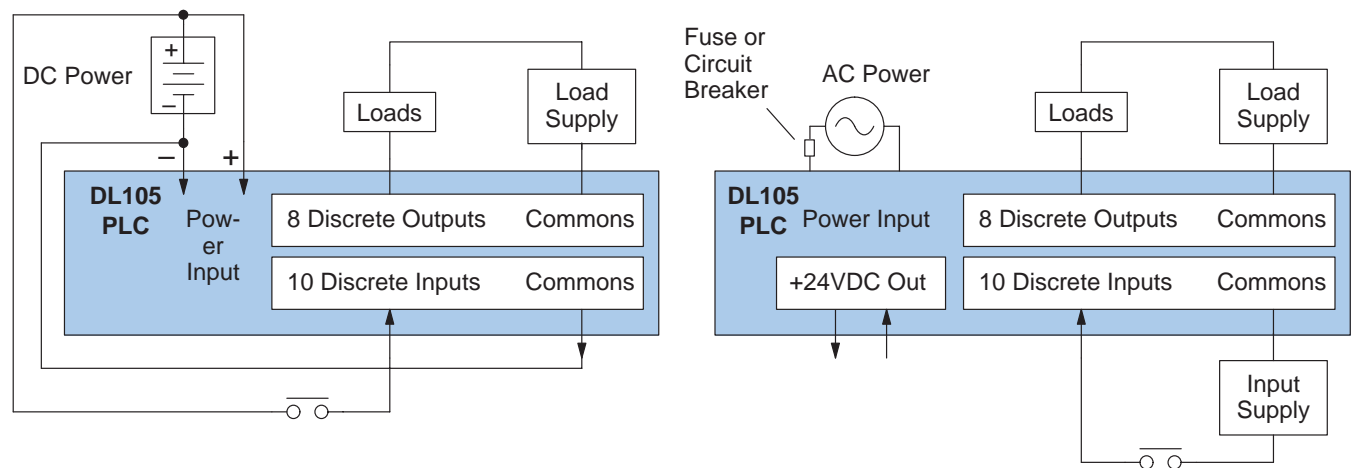 DC Power
+
−
−
+
Loads
Load
Supply
DL105
PLC
Pow-
er
Input
8 Discrete Outputs Commons
10 Discrete Inputs Commons
Fuse or
Circuit
Breaker
AC Power
Loads
Load
Supply
DL105
PLC
Power Input
8 Discrete Outputs Commons
+24VDC Out
10 Discrete Inputs Commons
Input
Supply